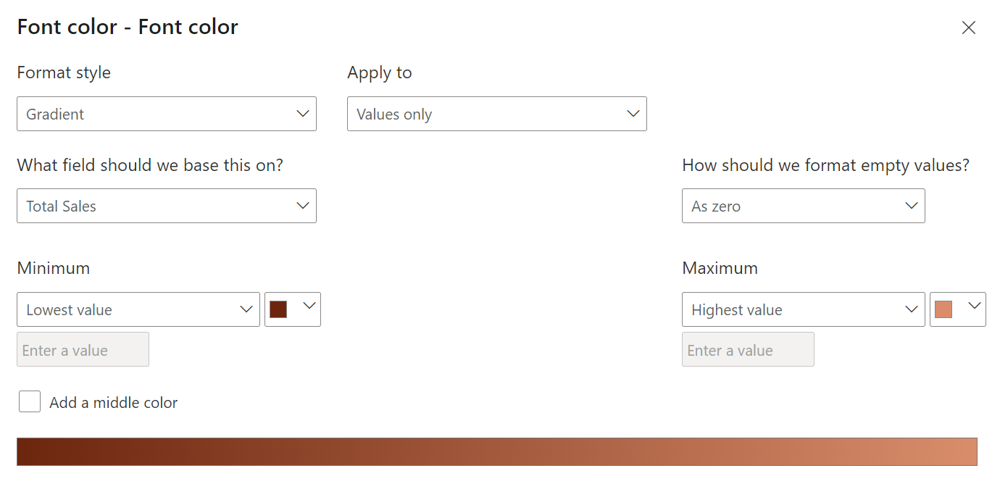 Font color - Font color
Format style
Apply to
Gradient
Values only
What field should we base this on?
How should we format empty values?
Total Sales
As zero
Minimum
Maximum
Lowest value
Highest value
Enter a value
Enter a value
Add a middle color